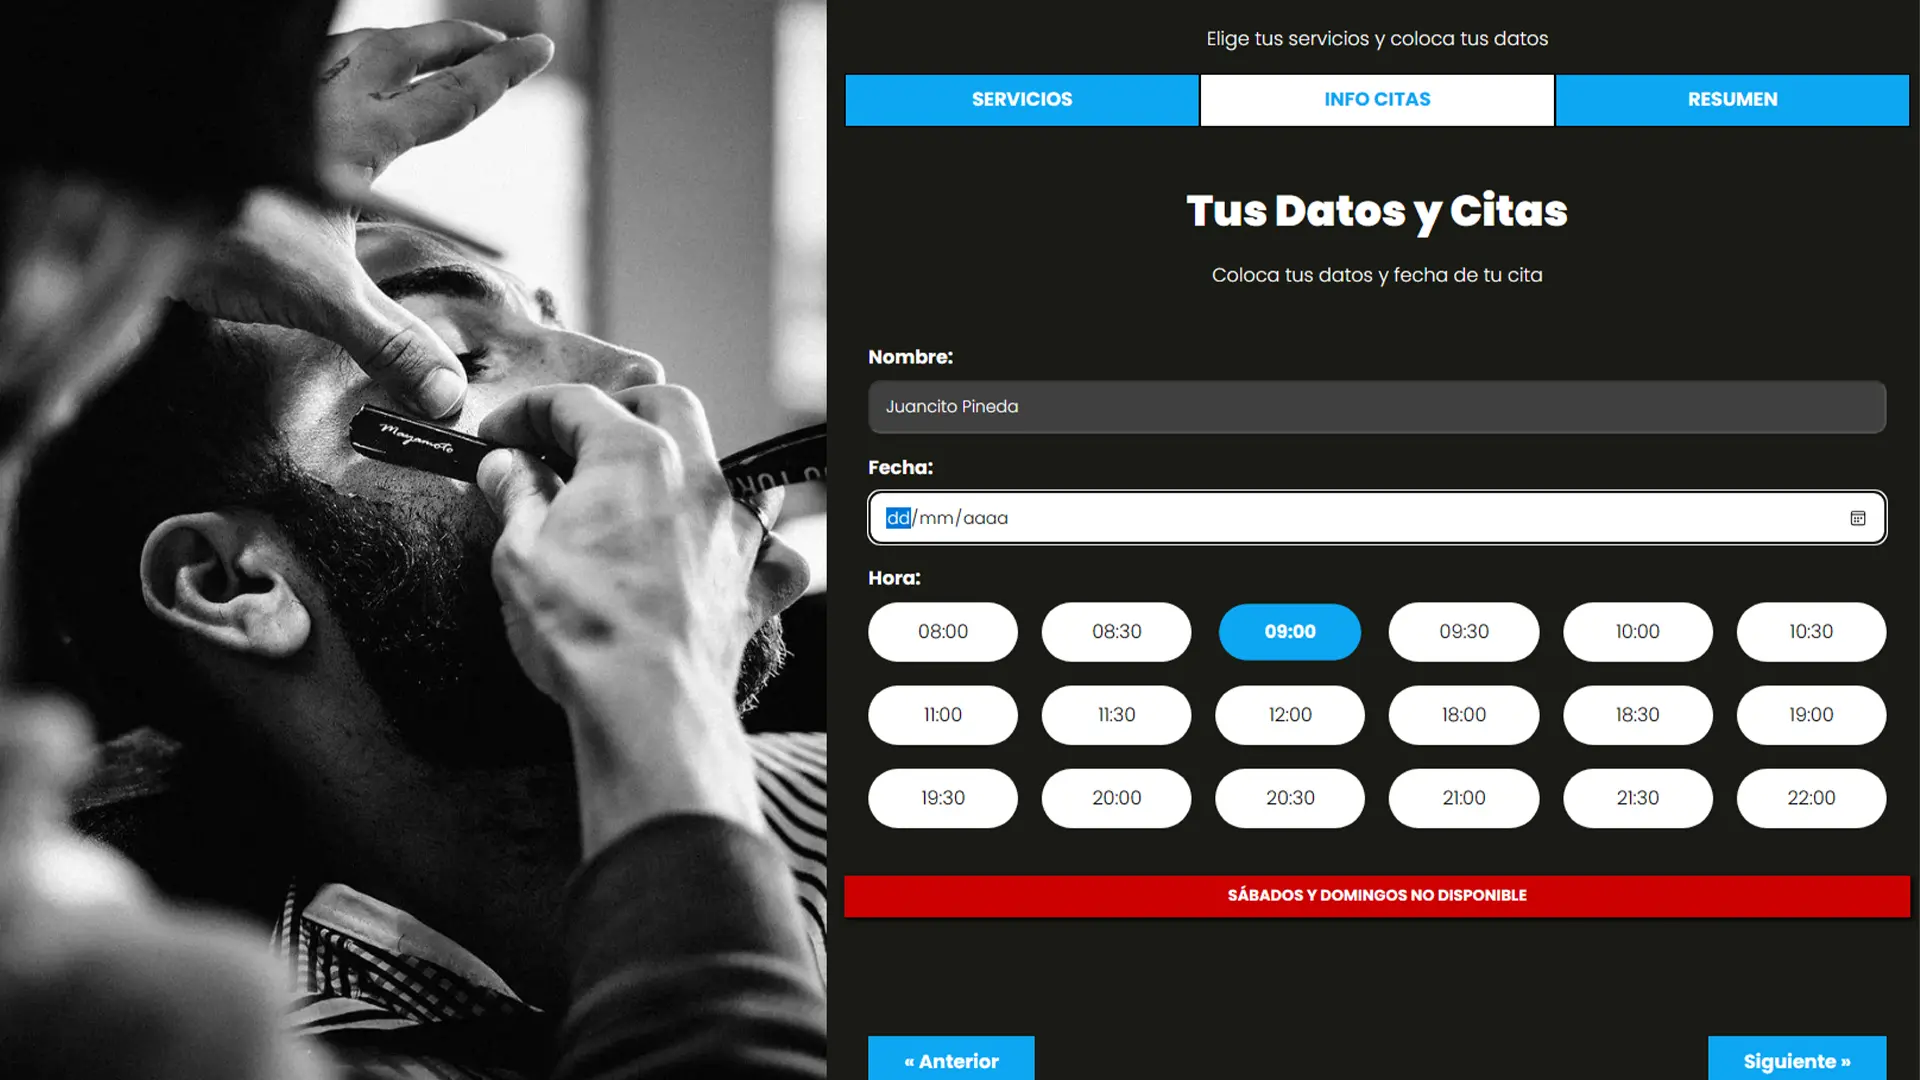 Elige tus servicios y coloca tus datos
SERVICIOS INFO CITAS RESUMEN
Tus Datos y Citas
Coloca tus datos y fecha de tu cita
Nombre:
Juancito Pineda
Fecha:
dd/mm/aaaa
Hora:
08:00 08:30 09:00 09:30 10:00 10:30
11:00 11:30 12:00 18:00 18:30 19:00
19:30 20:00 20:30 21:00 21:30 22:00
SÁBADOS Y DOMINGOS NO DISPONIBLE
« Anterior Siguiente »
Mayamoto